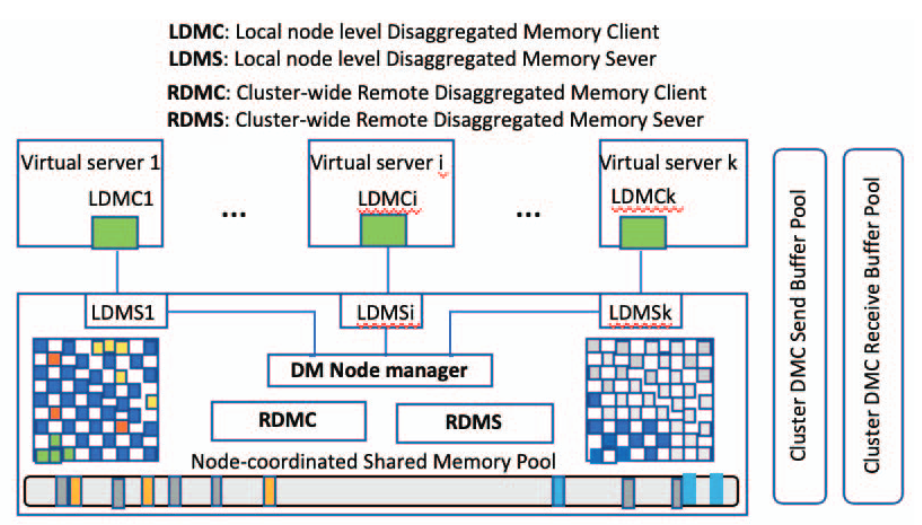 LDMC: Local node level Disaggregated Memory Client
LDMS: Local node level Disaggregated Memory Sever
RDMC: Cluster-wide Remote Disaggregated Memory Client
RDMS: Cluster-wide Remote Disaggregated Memory Sever
Virtual server 1
LDMC1
...
Virtual server i
LDMCi
...
Virtual server k
LDMCk
LDMS1
LDMSi
LDMSk
DM Node manager
RDMC
RDMS
Node-coordinated Shared Memory Pool
Cluster DMC Send Buffer Pool
Cluster DMC Receive Buffer Pool